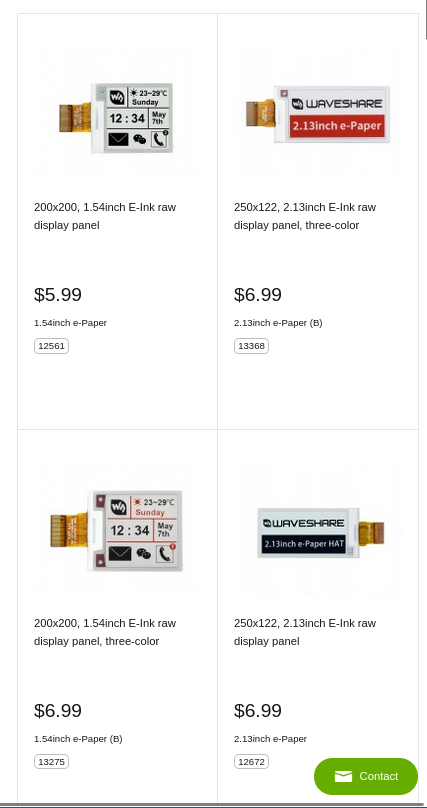 23~29℃
Sunday
12 : 34
May
7th
WAVESHARE
2.13inch e-Paper
200x200, 1.54inch E-Ink raw
display panel
250x122, 2.13inch E-Ink raw
display panel, three-color
$5.99
$6.99
1.54inch e-Paper
2.13inch e-Paper (B)
12561
13368
23~29℃
Sunday
12 : 34
May
7th
WAVESHARE
2.13inch e-Paper HAT
200x200, 1.54inch E-Ink raw
display panel, three-color
250x122, 2.13inch E-Ink raw
display panel
$6.99
$6.99
1.54inch e-Paper (B)
2.13inch e-Paper
13275
12672
Contact